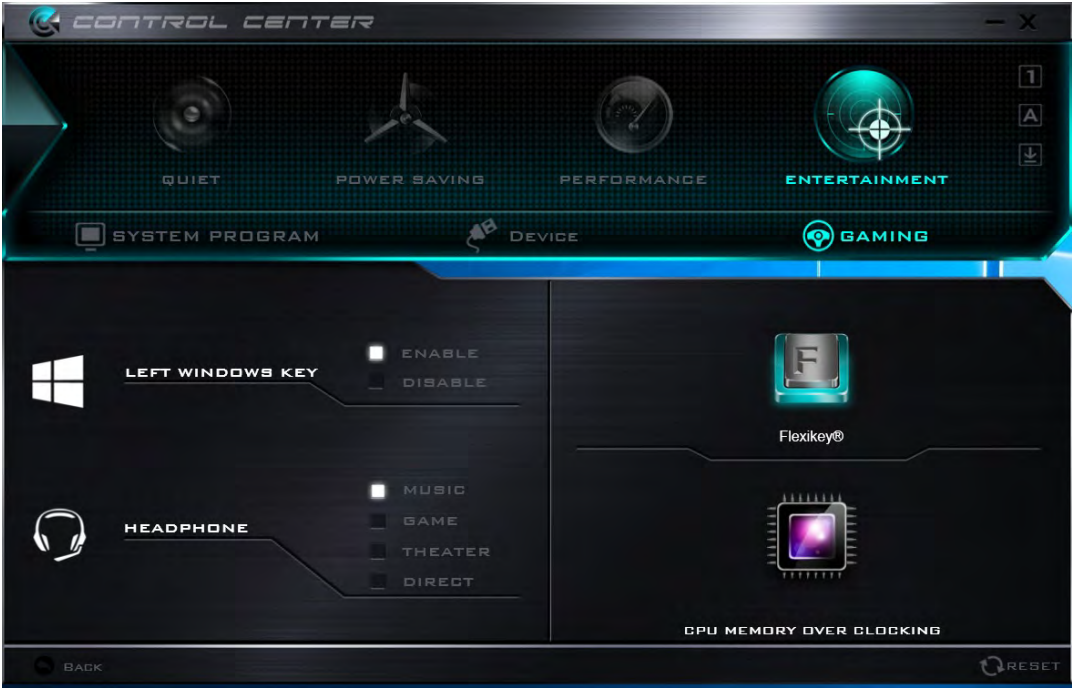 CONTROL CENTER
1
A
QUIET
POWER SAVING
PERFORMANCE
ENTERTAINMENT
SYSTEM PROGRAM
DEVICE
GAMING
LEFT WINDOWS KEY
ENABLE
DISABLE
F
Flexikey®
HEADPHONE
MUSIC
GAME
THEATER
DIRECT
CPU MEMORY OVER CLOCKING
BACK
RESET